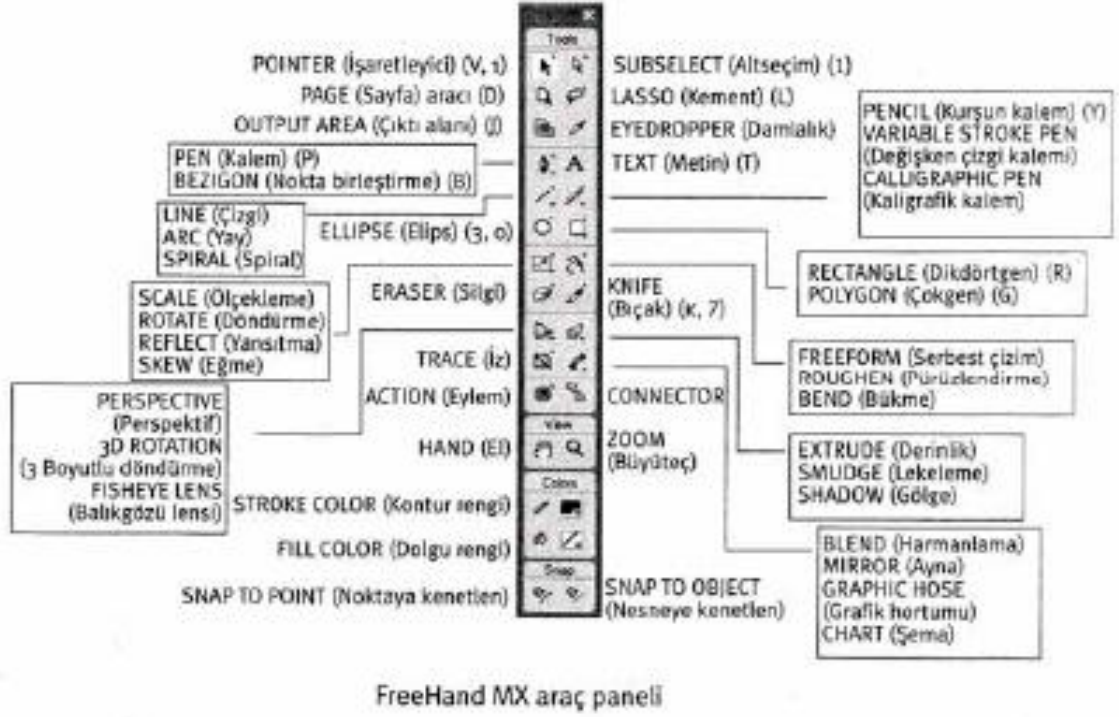 Tools
POINTER (İşaretleyici) (V, 1)
SUBSELECT (Altseçim) (1)
PAGE (Sayfa) aracı (D)
LASSO (Kement) (L)
OUTPUT AREA (Çıktı alanı) (J)
EYEDROPPER (Damlalık)
PENCIL (Kurşun kalem) (Y)
VARIABLE STROKE PEN
(Değişken çizgi kalemi)
CALLIGRAPHIC PEN
(Kaligrafik kalem)
PEN (Kalem) (P)
BEZIGON (Nokta birleştirme) (B)
TEXT (Metin) (T)
LINE (Çizgi)
ARC (Yay)
SPIRAL (Spiral)
ELLIPSE (Elips) (3, 0)
RECTANGLE (Dikdörtgen) (R)
POLYGON (Çokgen) (G)
SCALE (Ölçekleme)
ROTATE (Döndürme)
REFLECT (Yansıtma)
SKEW (Eğme)
ERASER (Silgi)
KNIFE
(Bıçak) (K, 7)
FREEFORM (Serbest çizim)
ROUGHEN (Pürüzlendirme)
BEND (Bükme)
TRACE (İz)
PERSPECTIVE
(Perspektif)
3D ROTATION
(3 Boyutlu döndürme)
FISHEYE LENS
(Balıkgözü lensi)
ACTION (Eylem)
CONNECTOR
View
HAND (El)
ZOOM
(Büyüteç)
EXTRUDE (Derinlik)
SMUDGE (Lekeleme)
SHADOW (Gölge)
Colors
STROKE COLOR (Kontur rengi)
FILL COLOR (Dolgu rengi)
BLEND (Harmanlama)
MIRROR (Ayna)
GRAPHIC HOSE
(Grafik hortumu)
CHART (Şema)
Snap
SNAP TO POINT (Noktaya kenetlen)
SNAP TO OBJECT
(Nesneye kenetlen)
FreeHand MX araç paneli